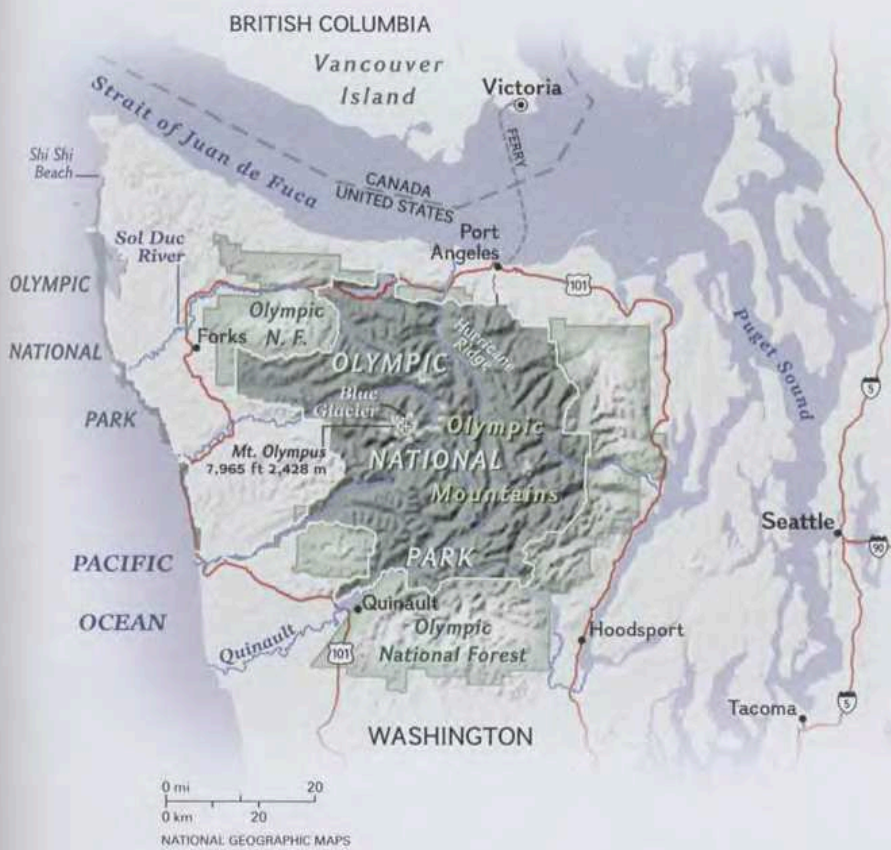 BRITISH COLUMBIA
Vancouver
Island
Victoria
Strait of Juan de Fuca
FERRY
Shi Shi
Beach
CANADA
UNITED STATES
Port
Angeles
Sol Duc
River
101
OLYMPIC
Olympic
N. F.
Hurricane
Ridge
Puget Sound
Forks
NATIONAL
OLYMPIC
5
Blue
Glacier
PARK
Olympic
Mt. Olympus
7,965 ft 2,428 m
NATIONAL
Mountains
Seattle
90
PACIFIC
PARK
OCEAN
Quinault
Olympic
National Forest
Hoodsport
Quinault
101
5
Tacoma
WASHINGTON
0 mi 20
0 km 20
NATIONAL GEOGRAPHIC MAPS